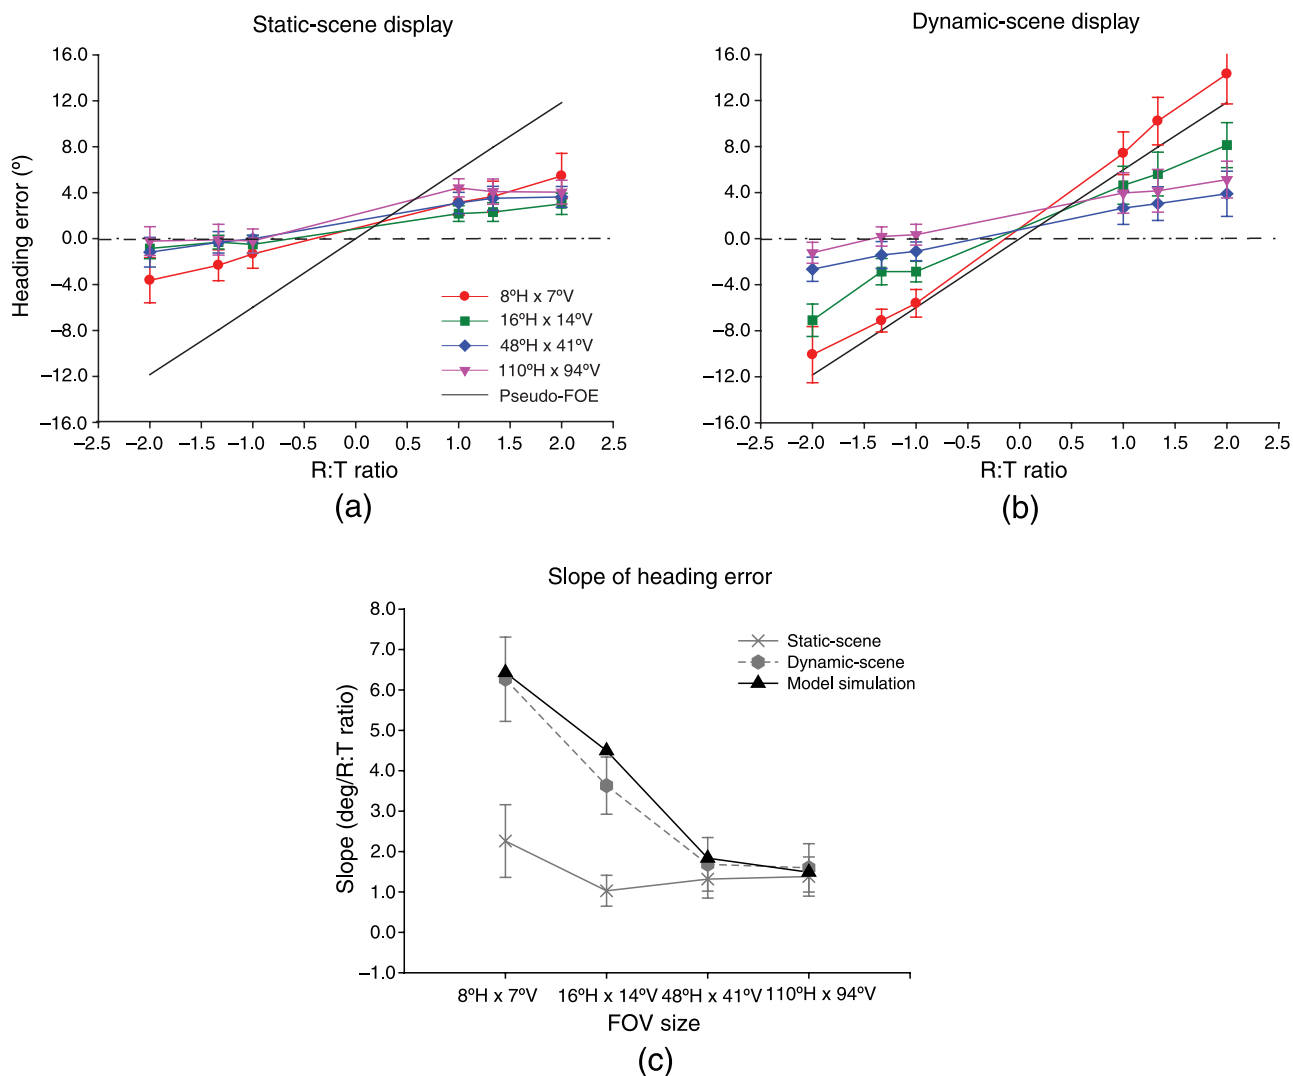 Static-scene display
Dynamic-scene display
16.0
12.0
8.0
4.0
0.0
−4.0
−8.0
−12.0
−16.0
Heading error (º)
8ºH x 7ºV
16ºH x 14ºV
48ºH x 41ºV
110ºH x 94ºV
Pseudo-FOE
−2.5 −2.0 −1.5 −1.0 −0.5 0.0 0.5 1.0 1.5 2.0 2.5
R:T ratio
(a)
16.0
12.0
8.0
4.0
0.0
−4.0
−8.0
−12.0
−16.0
−2.5 −2.0 −1.5 −1.0 −0.5 0.0 0.5 1.0 1.5 2.0 2.5
R:T ratio
(b)
Slope of heading error
8.0
7.0
6.0
5.0
4.0
3.0
2.0
1.0
0.0
−1.0
Slope (deg/R:T ratio)
Static-scene
Dynamic-scene
Model simulation
8ºH x 7ºV 16ºH x 14ºV 48ºH x 41ºV 110ºH x 94ºV
FOV size
(c)